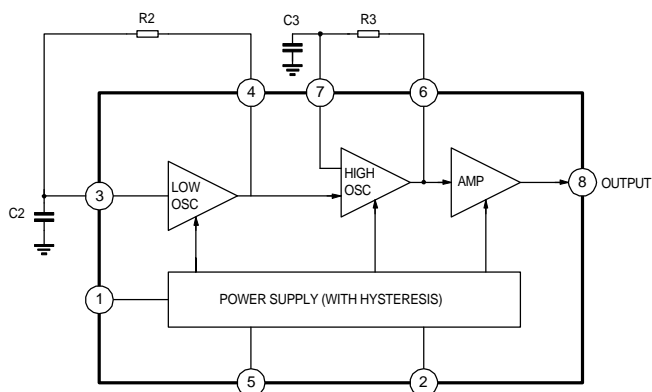 R2
C3
R3
4
7
6
3
LOW
OSC
HIGH
OSC
AMP
8
OUTPUT
C2
1
POWER SUPPLY (WITH HYSTERESIS)
5
2